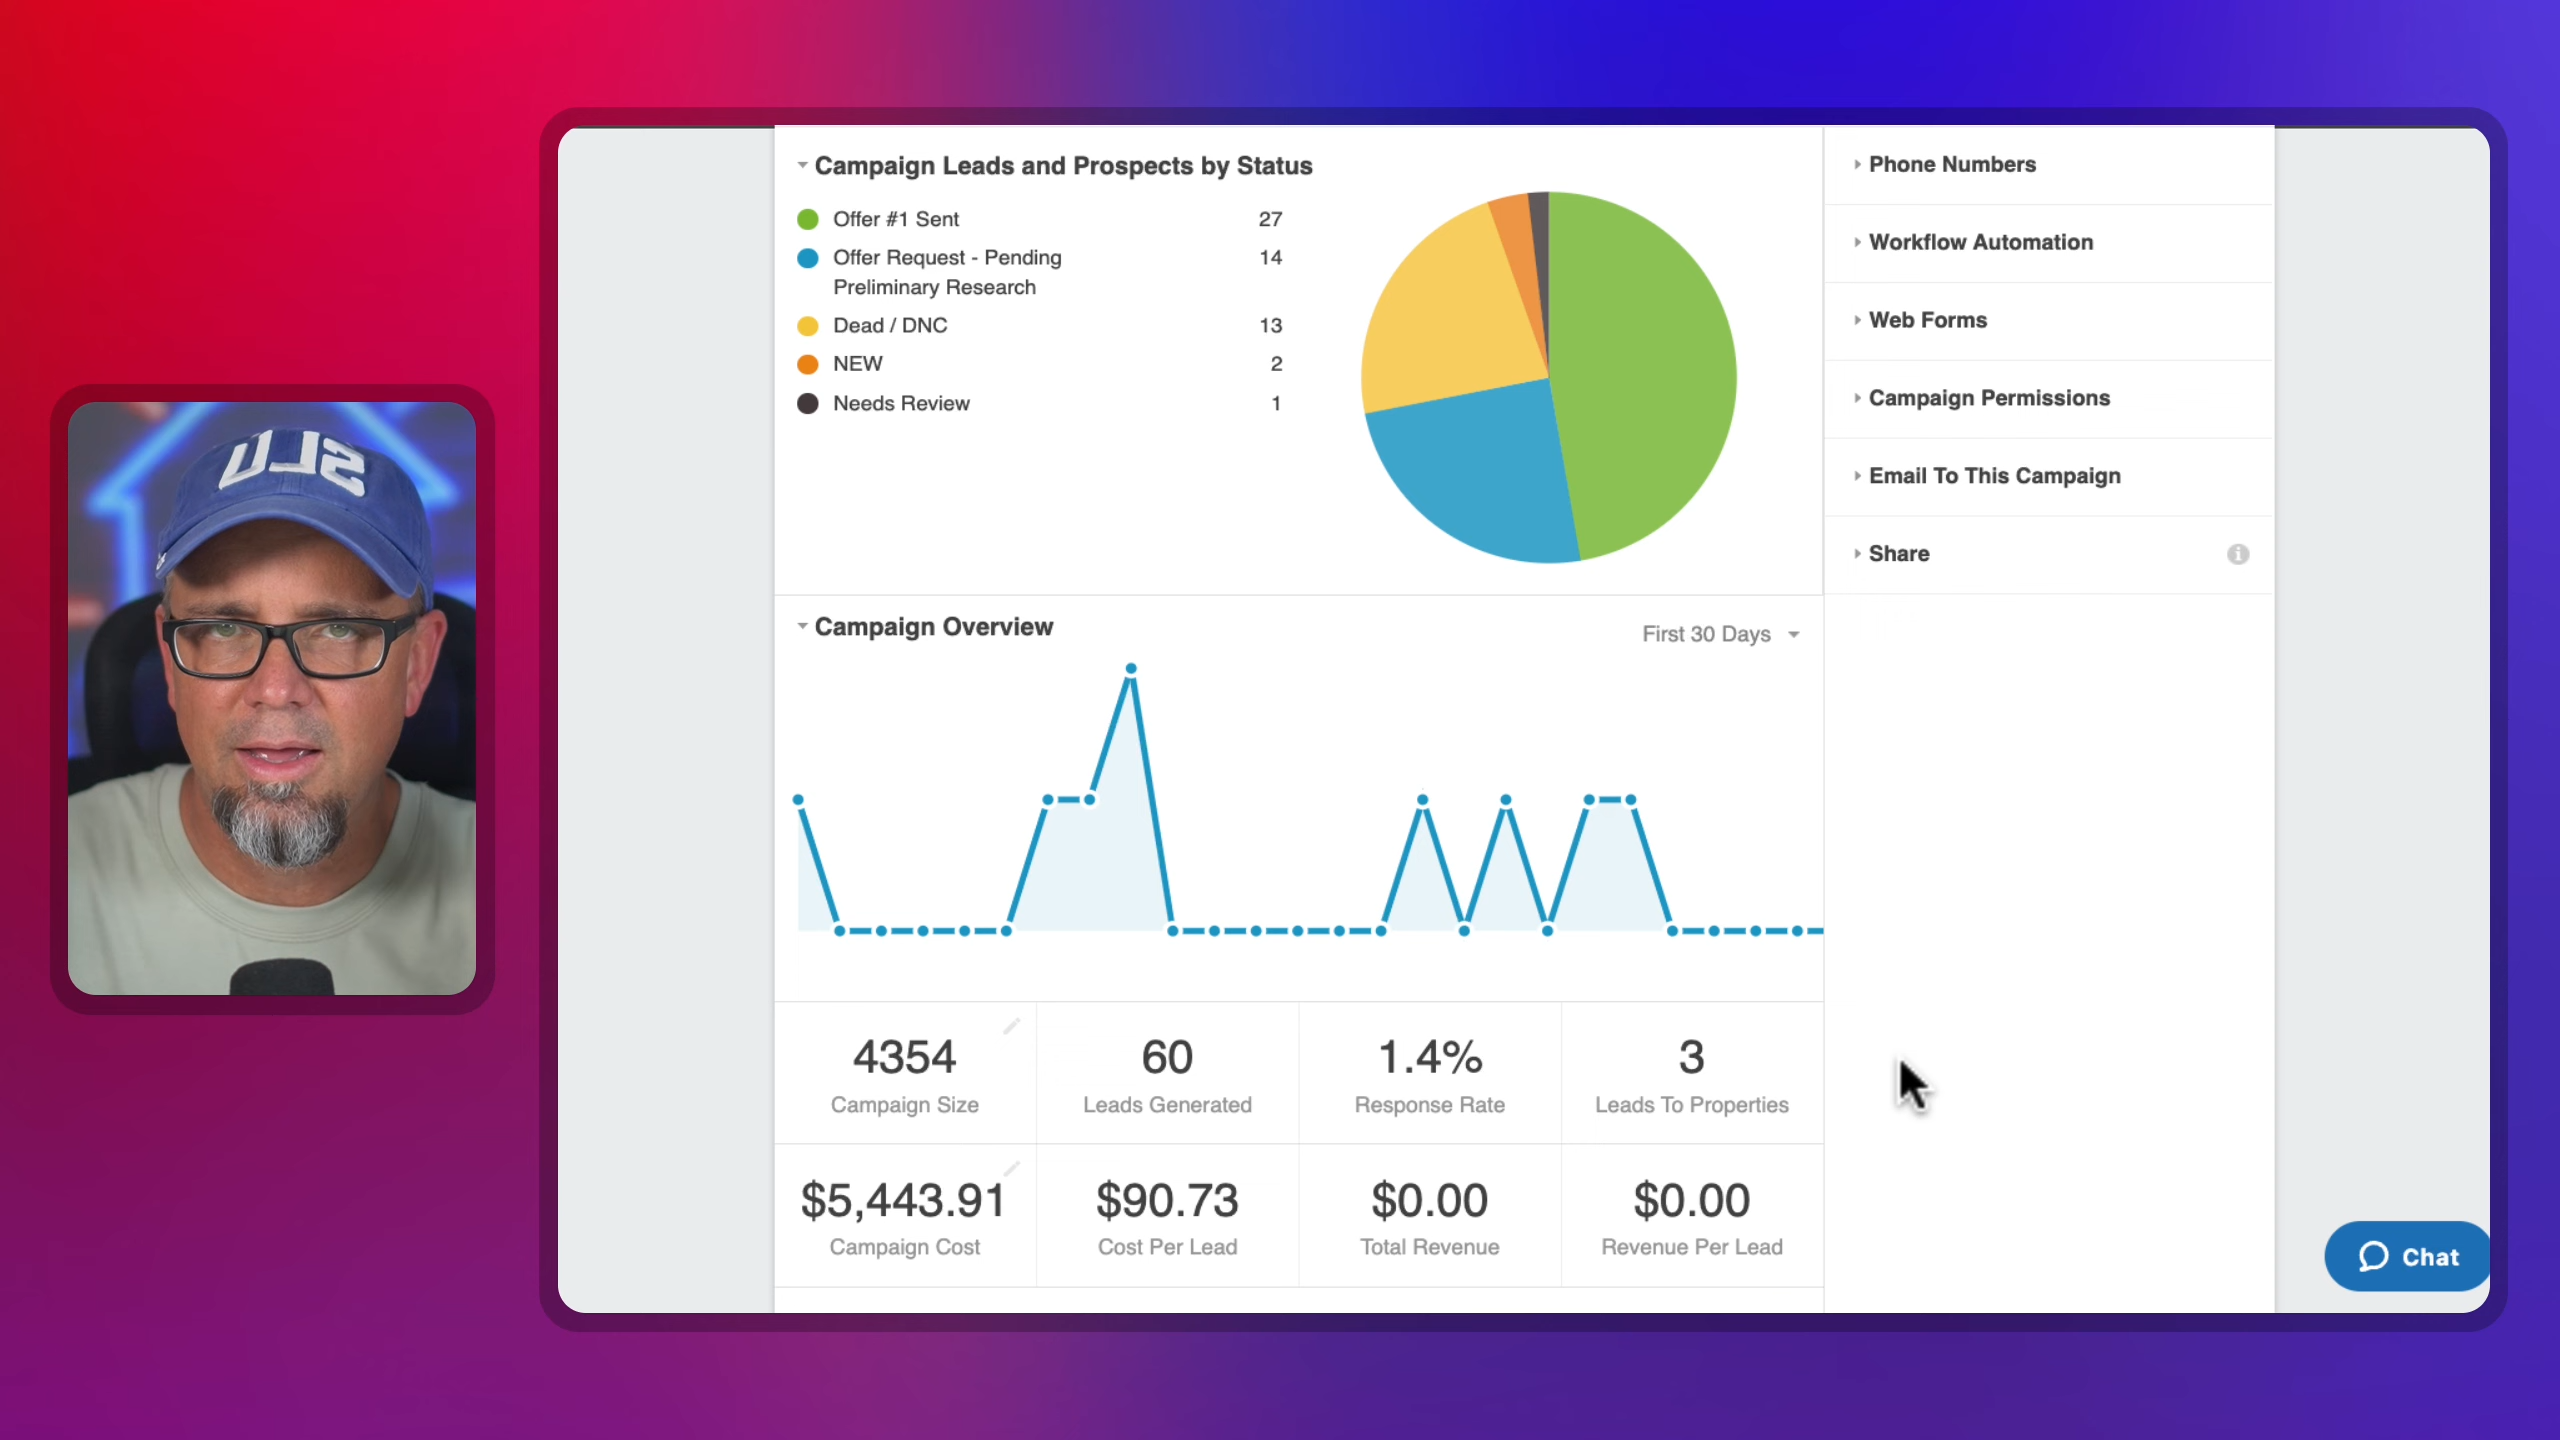 SLU
Campaign Leads and Prospects by Status
Offer #1 Sent 27
Offer Request - Pending 14
Preliminary Research
Dead / DNC 13
NEW 2
Needs Review 1
Phone Numbers
Workflow Automation
Web Forms
Campaign Permissions
Email To This Campaign
Share
Campaign Overview
First 30 Days
4354 60 1.4% 3
Campaign Size Leads Generated Response Rate Leads To Properties
$5,443.91 $90.73 $0.00 $0.00
Campaign Cost Cost Per Lead Total Revenue Revenue Per Lead
Chat